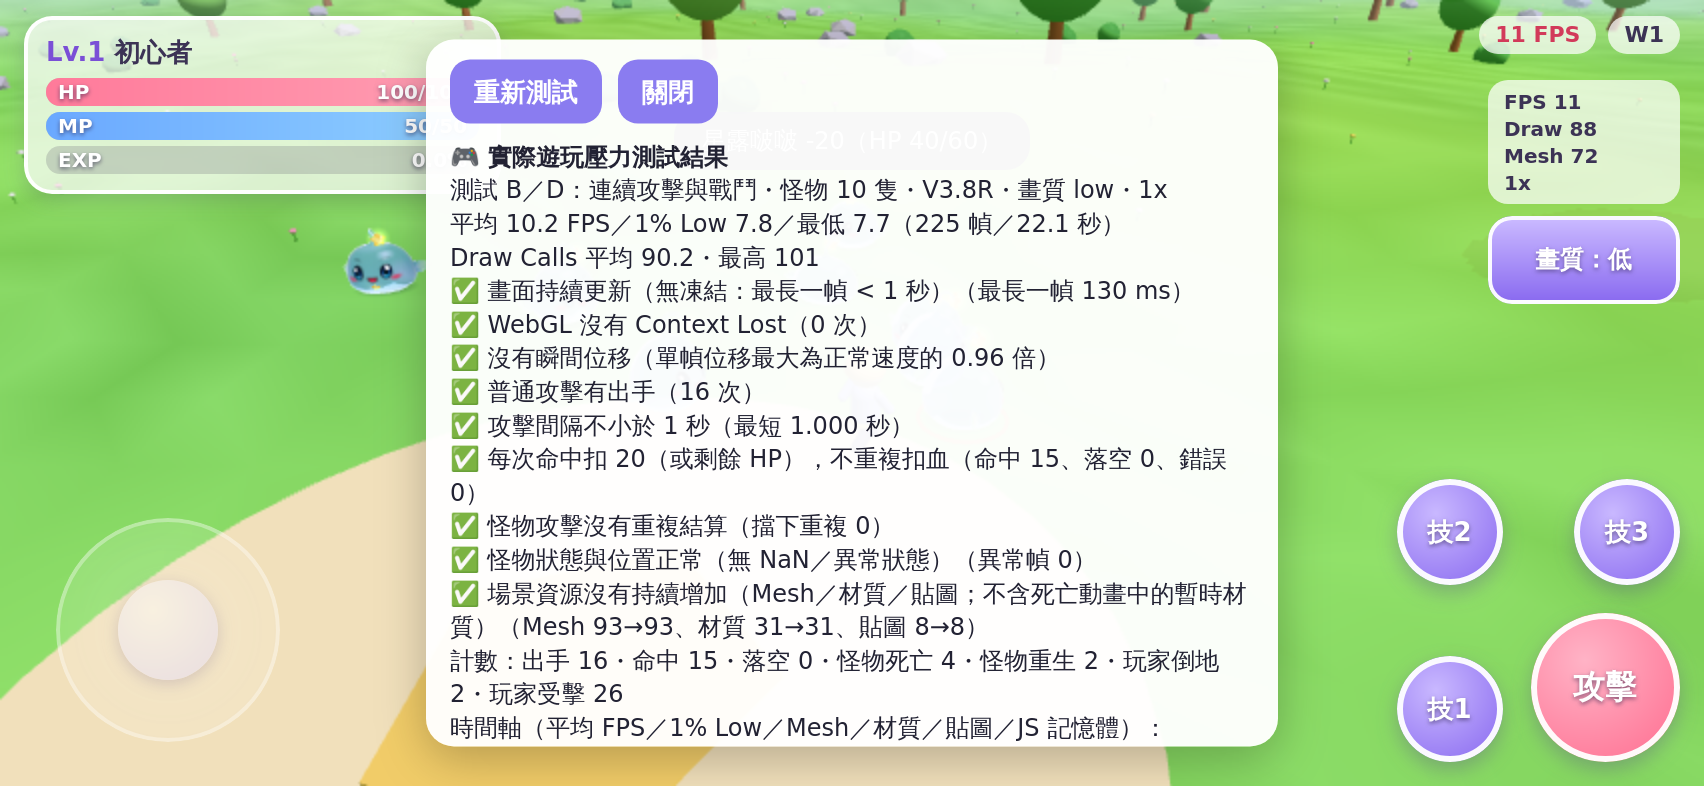 Lv.1 初心者
HP 100/
MP 50/50
EXP 0
重新測試
關閉
星露啵啵 -20（HP 40/60）
🎮 實際遊玩壓力測試結果
測試 B／D：連續攻擊與戰鬥・怪物 10 隻・V3.8R・畫質 low・1x
平均 10.2 FPS／1% Low 7.8／最低 7.7（225 幀／22.1 秒）
Draw Calls 平均 90.2・最高 101
✅ 畫面持續更新（無凍結：最長一幀 < 1 秒）（最長一幀 130 ms）
✅ WebGL 沒有 Context Lost（0 次）
✅ 沒有瞬間位移（單幀位移最大為正常速度的 0.96 倍）
✅ 普通攻擊有出手（16 次）
✅ 攻擊間隔不小於 1 秒（最短 1.000 秒）
✅ 每次命中扣 20（或剩餘 HP），不重複扣血（命中 15、落空 0、錯誤
0）
✅ 怪物攻擊沒有重複結算（擋下重複 0）
✅ 怪物狀態與位置正常（無 NaN／異常狀態）（異常幀 0）
✅ 場景資源沒有持續增加（Mesh／材質／貼圖；不含死亡動畫中的暫時材
質）（Mesh 93→93、材質 31→31、貼圖 8→8）
計數：出手 16・命中 15・落空 0・怪物死亡 4・怪物重生 2・玩家倒地
2・玩家受擊 26
時間軸（平均 FPS／1% Low／Mesh／材質／貼圖／JS 記憶體）：
11 FPS
W1
FPS 11
Draw 88
Mesh 72
1x
畫質：低
技2
技3
技1
攻擊